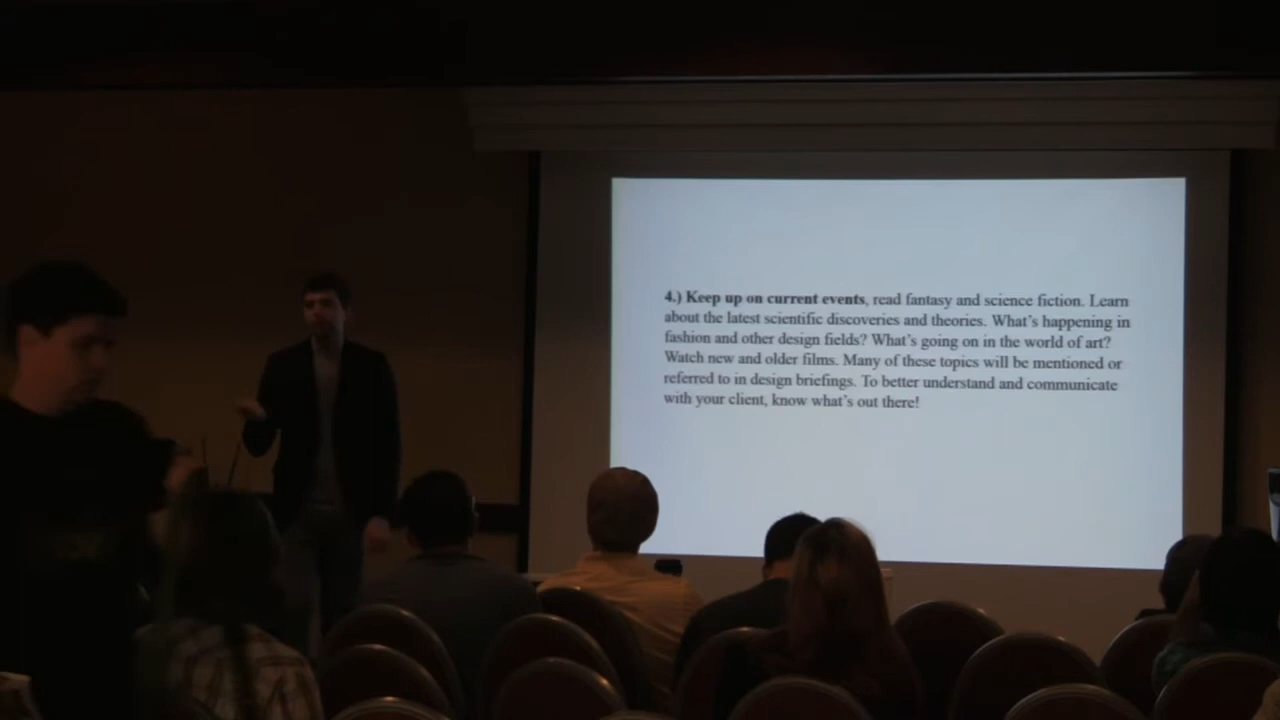 4.) Keep up on current events, read fantasy and science fiction. Learn
about the latest scientific discoveries and theories. What's happening in
fashion and other design fields? What's going on in the world of art?
Watch new and older films. Many of these topics will be mentioned or
referred to in design briefings. To better understand and communicate
with your client, know what's out there!